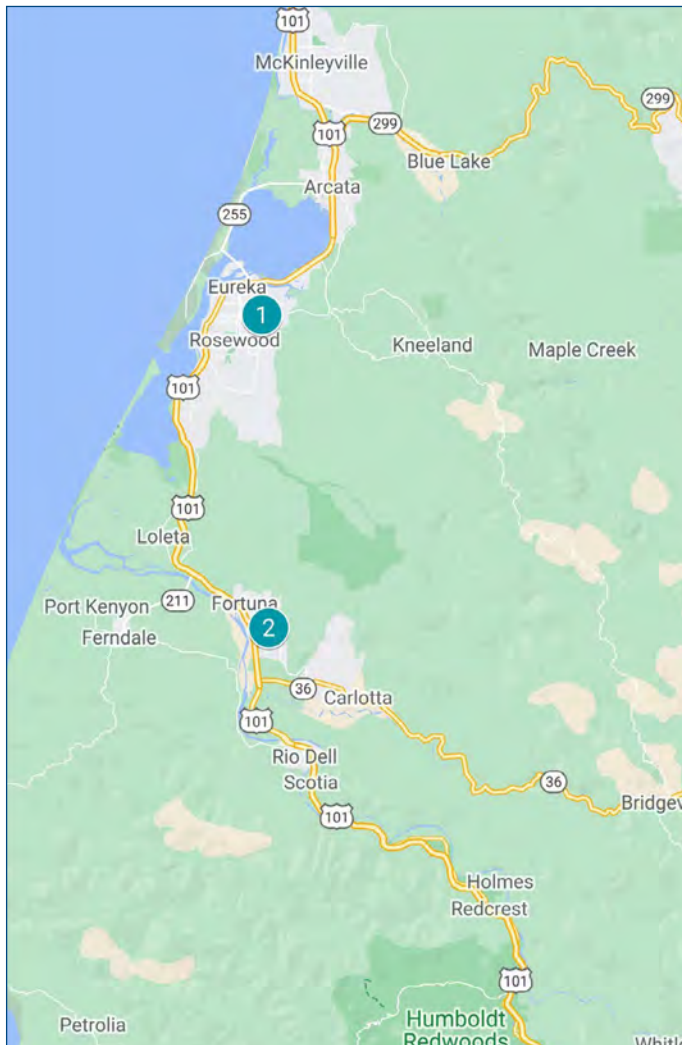 101
McKinleyville
299
299
101
Blue Lake
Arcata
255
Eureka
1
Rosewood
Kneeland
Maple Creek
101
101
Loleta
Port Kenyon
211
Fortuna
2
Ferndale
36
Carlotta
101
Rio Dell
Scotia
36
Bridgev
101
Holmes
Redcrest
101
Petrolia
Humboldt
Redwoods
Whitl